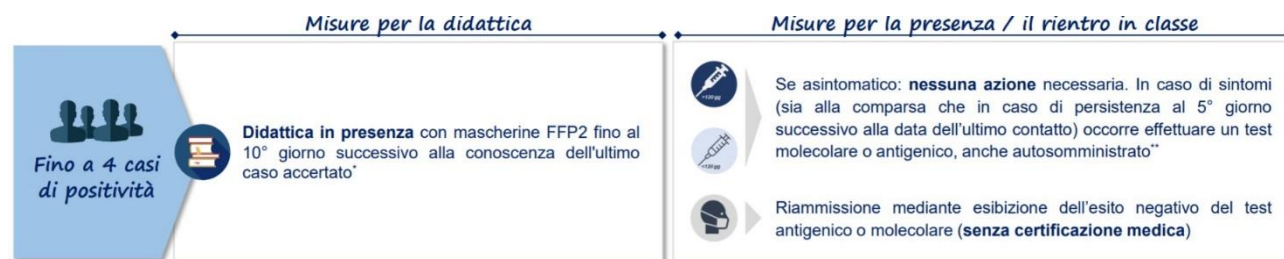 Misure per la didattica
Misure per la presenza / il rientro in classe
Fino a 4 casi
di positività
Didattica in presenza con mascherine FFP2 fino al
10° giorno successivo alla conoscenza dell'ultimo
caso accertato*
<120 gg
Se asintomatico: nessuna azione necessaria. In caso di sintomi
(sia alla comparsa che in caso di persistenza al 5° giorno
successivo alla data dell'ultimo contatto) occorre effettuare un test
molecolare o antigenico, anche autosomministrato**
Riammissione mediante esibizione dell'esito negativo del test
antigenico o molecolare (senza certificazione medica)